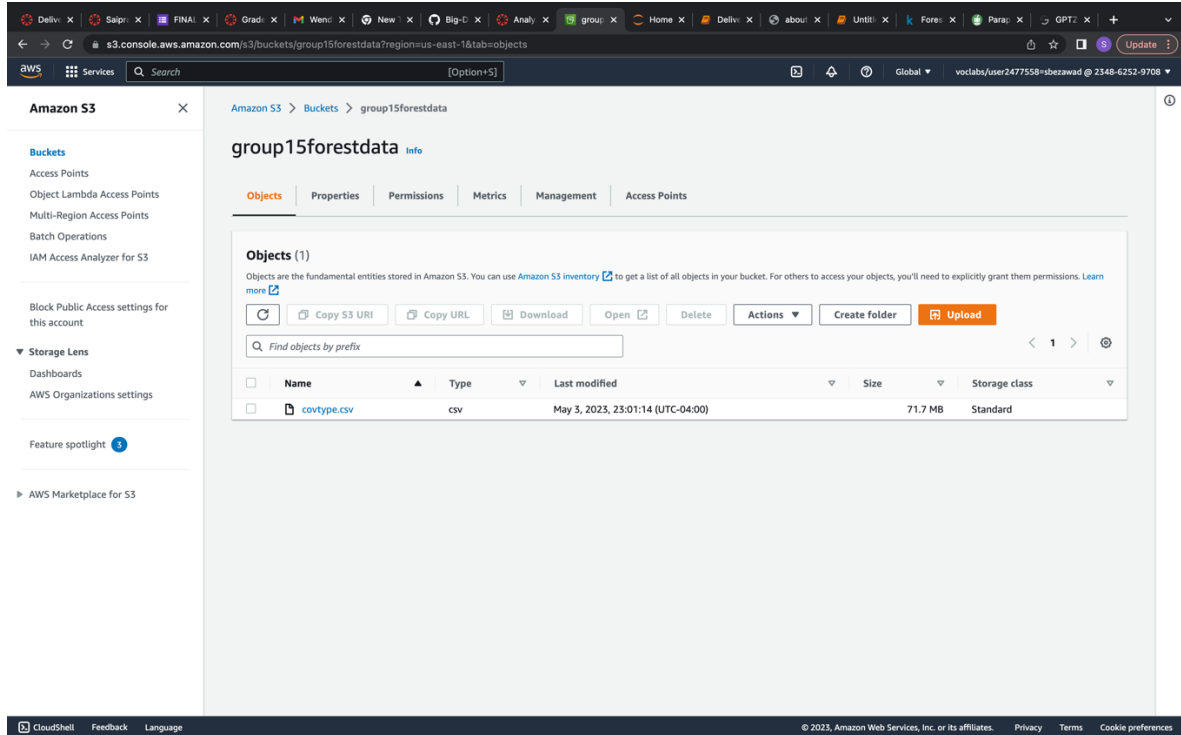 Delive
Saipra
FINAL
Grade
Wend
New T
Big-D
Analy
group
Home
Delive
about
Untitl
Fores
Parap
GPTZ
s3.console.aws.amazon.com/s3/buckets/group15forestdata?region=us-east-1&tab=objects
S
Update
aws
Services
Search
[Option+S]
Global
voclabs/user2477558=sbezawad @ 2348-6252-9708
Amazon S3
Buckets
Access Points
Object Lambda Access Points
Multi-Region Access Points
Batch Operations
IAM Access Analyzer for S3
Block Public Access settings for
this account
Storage Lens
Dashboards
AWS Organizations settings
Feature spotlight 3
AWS Marketplace for S3
Amazon S3 > Buckets > group15forestdata
group15forestdata Info
Objects
Properties
Permissions
Metrics
Management
Access Points
Objects (1)
Objects are the fundamental entities stored in Amazon S3. You can use Amazon S3 inventory to get a list of all objects in your bucket. For others to access your objects, you'll need to explicitly grant them permissions. Learn
more
Copy S3 URI
Copy URL
Download
Open
Delete
Actions
Create folder
Upload
Find objects by prefix
1
Name
Type
Last modified
Size
Storage class
covtype.csv
csv
May 3, 2023, 23:01:14 (UTC-04:00)
71.7 MB
Standard
CloudShell
Feedback
Language
© 2023, Amazon Web Services, Inc. or its affiliates.
Privacy
Terms
Cookie preferences